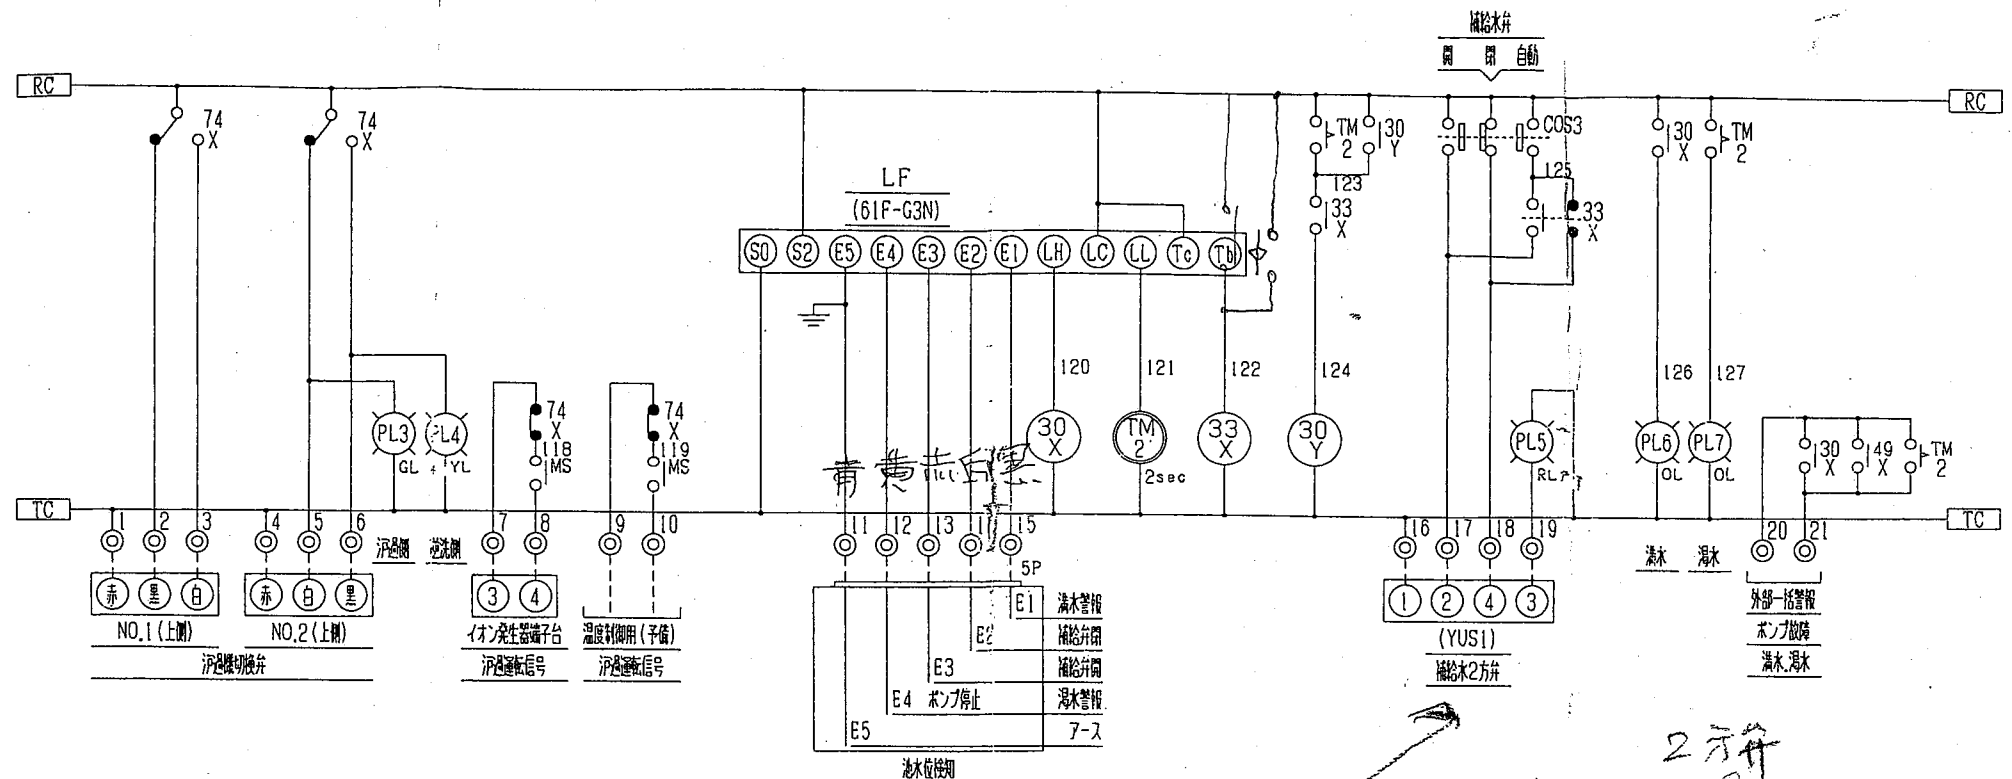 補給水弁
開 閉 自動
RC
RC
74
X
74
X
TM
2
30
Y
COS3
30
X
TM
2
LF
(61F-G3N)
123
125
33
X
33
X
S0 S2 E5 E4 E3 E2 E1 LH LC LL Tc Tb
120
121
122
124
126
127
PL3
GL
PL4
YL
74
X
118
MS
74
X
119
MS
30
X
TM
2
2sec
33
X
30
Y
PL5
RL
PL6
OL
PL7
OL
30
X
49
X
TM
2
青 黄 赤 白 黒
TC
TC
1 2 3 4 5 6 7 8 9 10 11 12 13 15 16 17 18 19 20 21
沪過側 逆洗側
満水 渇水
5P
赤 黒 白
赤 白 黒
3 4
1 2 4 3
NO.1(上側)
NO.2(上側)
沪過機切換弁
イオン発生器端子台
沪過運転信号
温度制御用(予備)
沪過運転信号
E1 満水警報
E2 補給弁閉
E3 補給弁開
E4 ポンプ停止 渇水警報
E5 アース
池水位検知
(YUS1)
補給水2方弁
外部一括警報
ポンプ故障
満水.渇水
2方弁